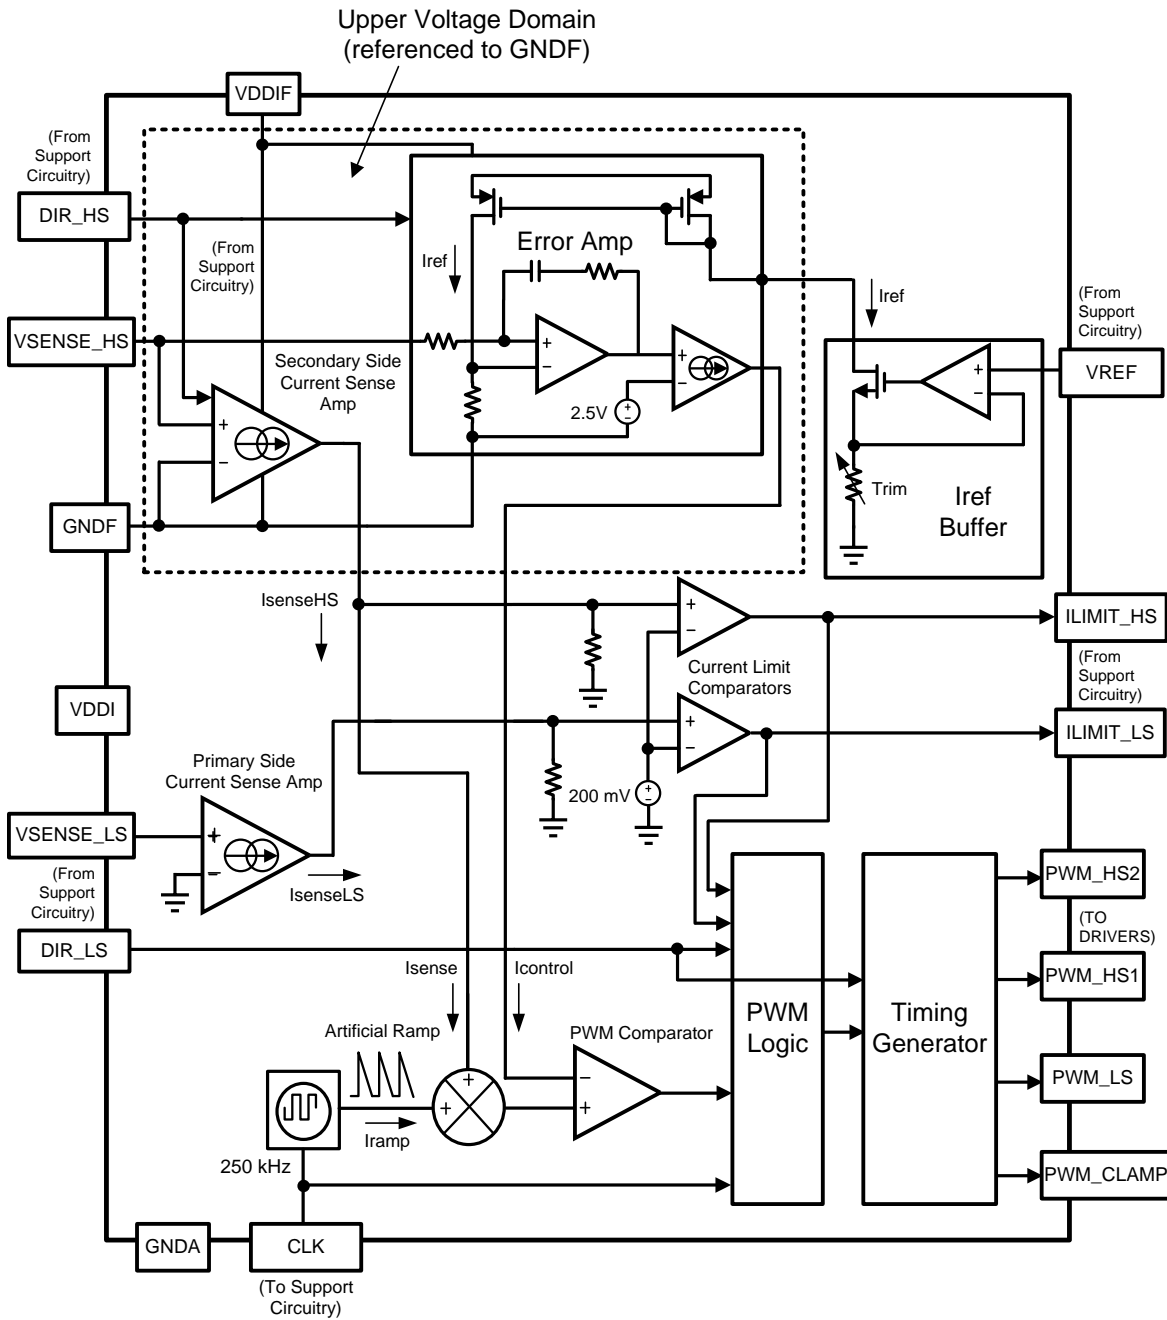 Upper Voltage Domain
(referenced to GNDF)
VDDIF
(From
Support
Circuitry)
DIR_HS
(From
Support
Circuitry)
Error Amp
Iref
Iref
(From
Support
Circuitry)
VSENSE_HS
Secondary Side
Current Sense
Amp
+
−
+
−
2.5V
+
−
+
−
VREF
+
−
+
−
Trim
Iref
Buffer
GNDF
IsenseHS
+
−
ILIMIT_HS
Current Limit
Comparators
(From
Support
Circuitry)
VDDI
+
−
ILIMIT_LS
Primary Side
Current Sense Amp
200 mV
+
−
VSENSE_LS
+
−
IsenseLS
(From
Support
Circuitry)
DIR_LS
PWM_HS2
(TO
DRIVERS)
PWM_HS1
Isense
Icontrol
PWM
Logic
Timing
Generator
Artificial Ramp
PWM Comparator
+
+
−
+
Iramp
PWM_LS
250 kHz
PWM_CLAMP
GNDA
CLK
(To Support
Circuitry)